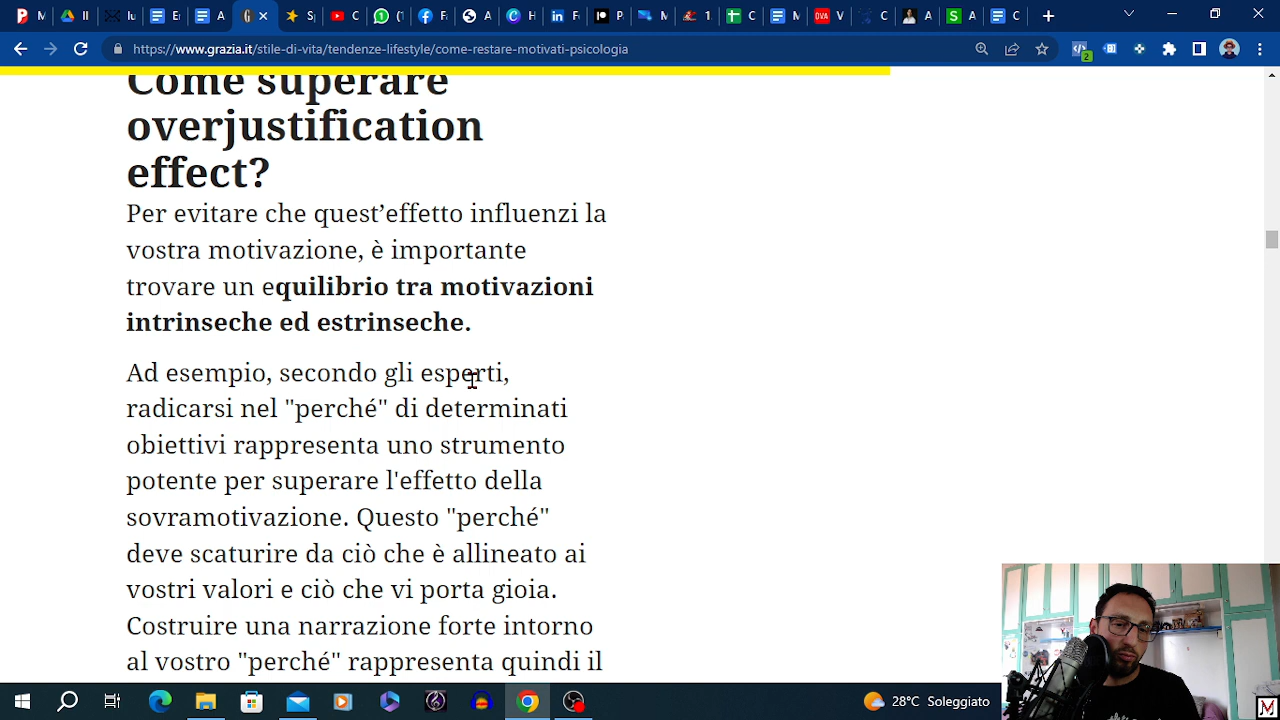 https://www.grazia.it/stile-di-vita/tendenze-lifestyle/come-restare-motivati-psicologia
2
Come superare
overjustification
effect?
Per evitare che quest’effetto influenzi la
vostra motivazione, è importante
trovare un equilibrio tra motivazioni
intrinseche ed estrinseche.
Ad esempio, secondo gli esperti,
radicarsi nel "perché" di determinati
obiettivi rappresenta uno strumento
potente per superare l'effetto della
sovramotivazione. Questo "perché"
deve scaturire da ciò che è allineato ai
vostri valori e ciò che vi porta gioia.
Costruire una narrazione forte intorno
al vostro "perché" rappresenta quindi il
28°C Soleggiato